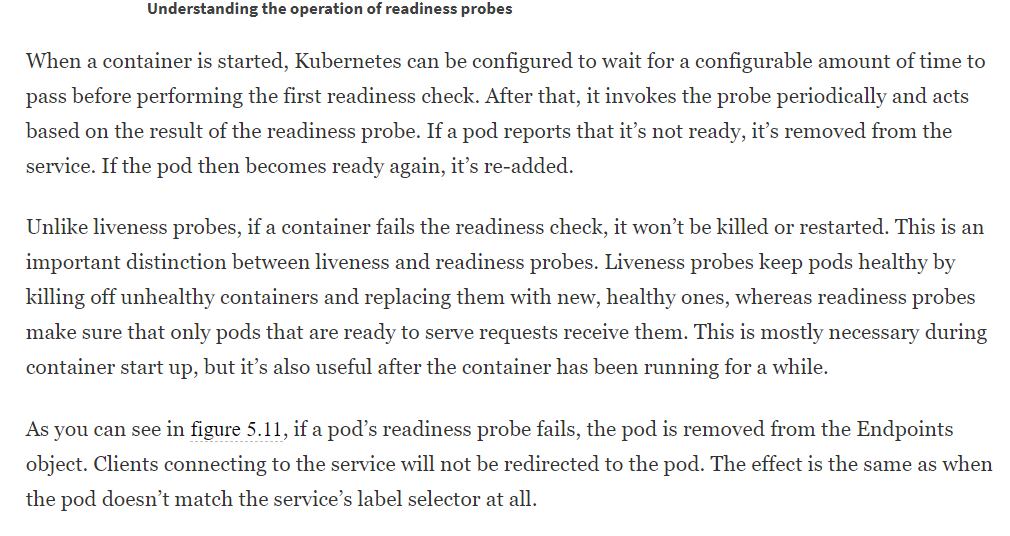 Understanding the operation of readiness probes
When a container is started, Kubernetes can be configured to wait for a configurable amount of time to
pass before performing the first readiness check. After that, it invokes the probe periodically and acts
based on the result of the readiness probe. If a pod reports that it’s not ready, it’s removed from the
service. If the pod then becomes ready again, it’s re-added.
Unlike liveness probes, if a container fails the readiness check, it won’t be killed or restarted. This is an
important distinction between liveness and readiness probes. Liveness probes keep pods healthy by
killing off unhealthy containers and replacing them with new, healthy ones, whereas readiness probes
make sure that only pods that are ready to serve requests receive them. This is mostly necessary during
container start up, but it’s also useful after the container has been running for a while.
As you can see in figure 5.11, if a pod’s readiness probe fails, the pod is removed from the Endpoints
object. Clients connecting to the service will not be redirected to the pod. The effect is the same as when
the pod doesn’t match the service’s label selector at all.